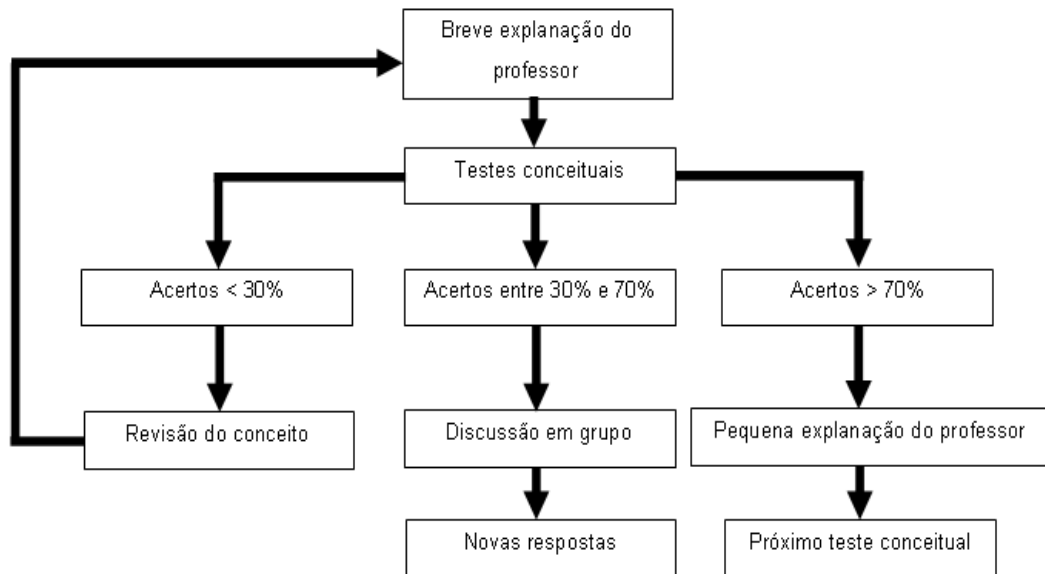 Breve explanação do
professor
Testes conceituais
Acertos < 30%
Acertos entre 30% e 70%
Acertos > 70%
Revisão do conceito
Discussão em grupo
Pequena explanação do professor
Novas respostas
Próximo teste conceitual